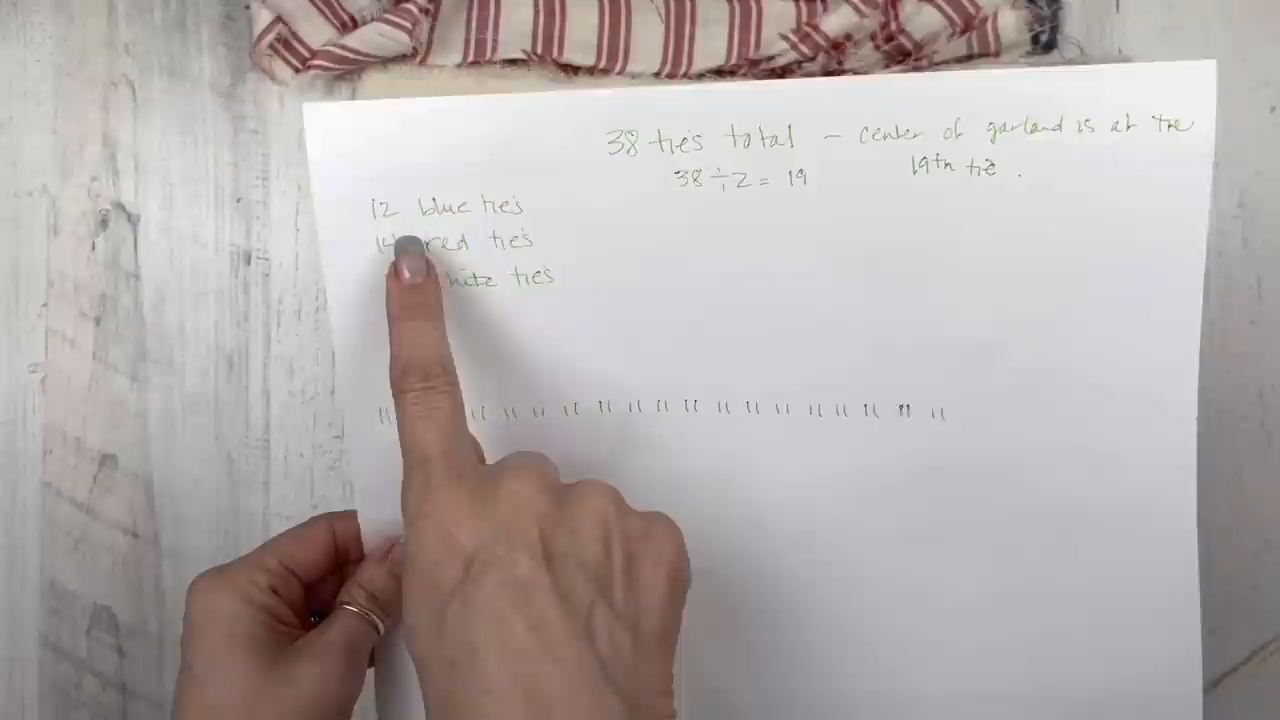 38 ties total - center of garland is at the
19th tie.
38 ÷ 2 = 19
12 blue ties
red ties
ties